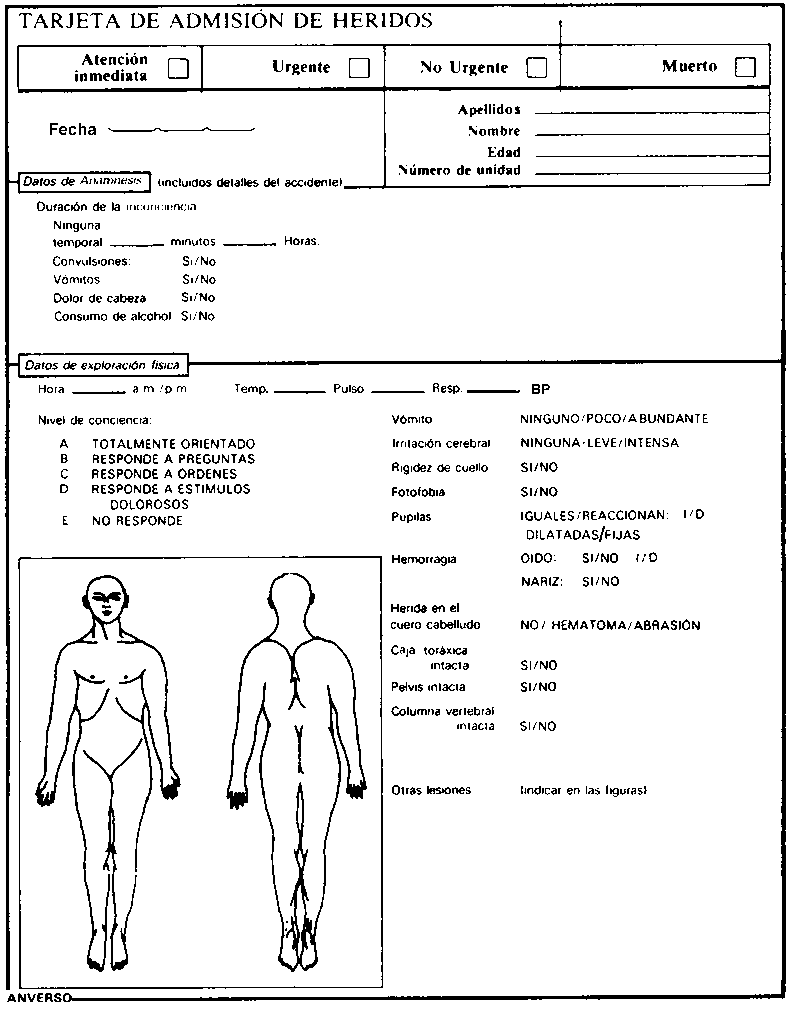 TARJETA DE ADMISIÓN DE HERIDOS
Atención
inmediata
Urgente
No Urgente
Muerto
Fecha
Apellidos
Nombre
Edad
Número de unidad
Datos de Anamnesis (incluidos detalles del accidente)
Duración de la inconciencia
Ninguna
temporal ______ minutos ______ Horas.
Convulsiones: Si/No
Vómitos Si/No
Dolor de cabeza Si/No
Consumo de alcohol Si/No
Datos de exploración física
Hora ______ a m /p m Temp. ______ Pulso ______ Resp. ______ BP
Nivel de conciencia:
A TOTALMENTE ORIENTADO
B RESPONDE A PREGUNTAS
C RESPONDE A ORDENES
D RESPONDE A ESTIMULOS
DOLOROSOS
E NO RESPONDE
Vómito NINGUNO/POCO/ABUNDANTE
Irritación cerebral NINGUNA-LEVE/INTENSA
Rigidez de cuello SI/NO
Fotofobia SI/NO
Pupilas IGUALES/REACCIONAN: I/D
DILATADAS/FIJAS
Hemorragia OIDO: SI/NO I/D
NARIZ: SI/NO
Herida en el
cuero cabelludo NO/ HEMATOMA/ABRASIÓN
Caja toráxica
intacta SI/NO
Pelvis intacta SI/NO
Columna vertebral
intacta SI/NO
Otras lesiones (indicar en las figuras)
ANVERSO